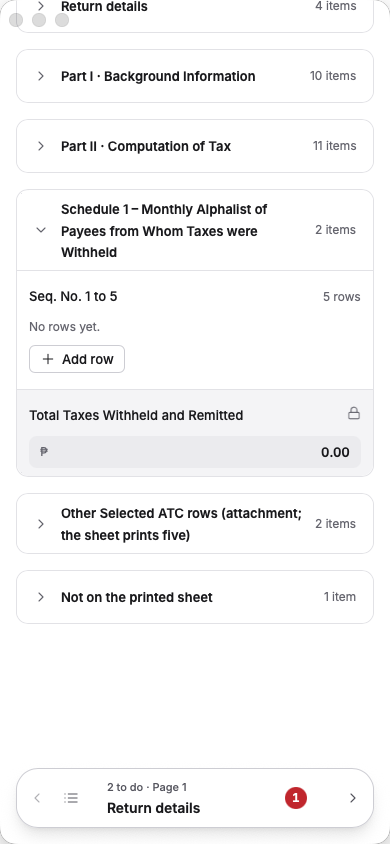 Return details
4 items
Part I · Background Information
10 items
Part II · Computation of Tax
11 items
Schedule 1 – Monthly Alphalist of
Payees from Whom Taxes were
Withheld
2 items
Seq. No. 1 to 5
5 rows
No rows yet.
Add row
Total Taxes Withheld and Remitted
₱
0.00
Other Selected ATC rows (attachment;
the sheet prints five)
2 items
Not on the printed sheet
1 item
2 to do · Page 1
Return details
1